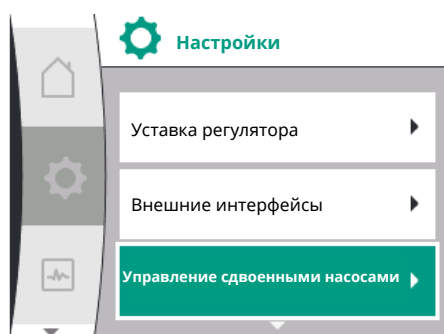 Настройки
Уставка регулятора
Внешние интерфейсы
Управление сдвоенными насосами